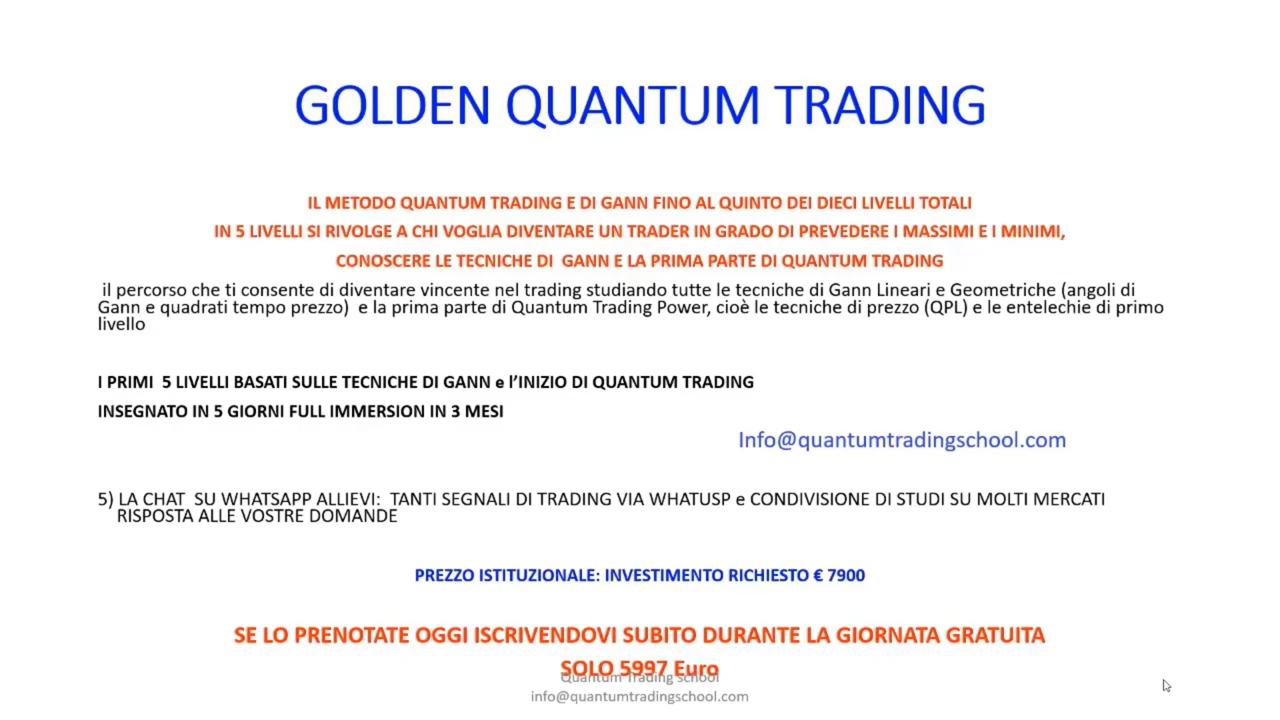 GOLDEN QUANTUM TRADING
IL METODO QUANTUM TRADING E DI GANN FINO AL QUINTO DEI DIECI LIVELLI TOTALI
IN 5 LIVELLI SI RIVOLGE A CHI VOGLIA DIVENTARE UN TRADER IN GRADO DI PREVEDERE I MASSIMI E I MINIMI,
CONOSCERE LE TECNICHE DI GANN E LA PRIMA PARTE DI QUANTUM TRADING
il percorso che ti consente di diventare vincente nel trading studiando tutte le tecniche di Gann Lineari e Geometriche (angoli di
Gann e quadrati tempo prezzo) e la prima parte di Quantum Trading Power, cioè le tecniche di prezzo (QPL) e le entelechie di primo
livello
I PRIMI 5 LIVELLI BASATI SULLE TECNICHE DI GANN e l'INIZIO DI QUANTUM TRADING
INSEGNATO IN 5 GIORNI FULL IMMERSION IN 3 MESI
Info@quantumtradingschool.com
5) LA CHAT SU WHATSAPP ALLIEVI: TANTI SEGNALI DI TRADING VIA WHATUSP e CONDIVISIONE DI STUDI SU MOLTI MERCATI
RISPOSTA ALLE VOSTRE DOMANDE
PREZZO ISTITUZIONALE: INVESTIMENTO RICHIESTO € 7900
SE LO PRENOTATE OGGI ISCRIVENDOVI SUBITO DURANTE LA GIORNATA GRATUITA
SOLO 5997 Euro
Quantum Trading school
info@quantumtradingschool.com